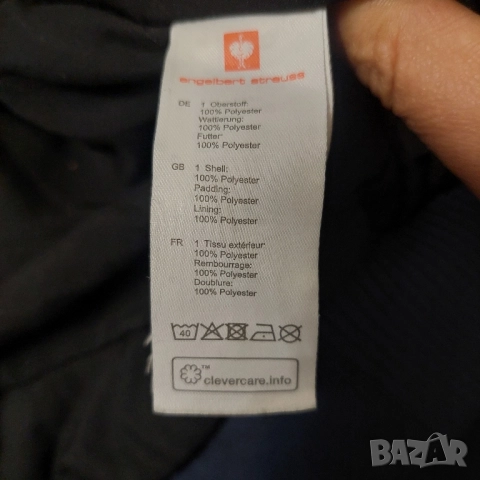 engelbert strauss
DE 1 Oberstoff:
100% Polyester
Wattierung:
100% Polyester
Futter:
100% Polyester
GB 1 Shell:
100% Polyester
Padding:
100% Polyester
Lining:
100% Polyester
FR 1 Tissu extérieur:
100% Polyester
Rembourrage:
100% Polyester
Doublure:
100% Polyester
40
™
clevercare.info
BAZAR